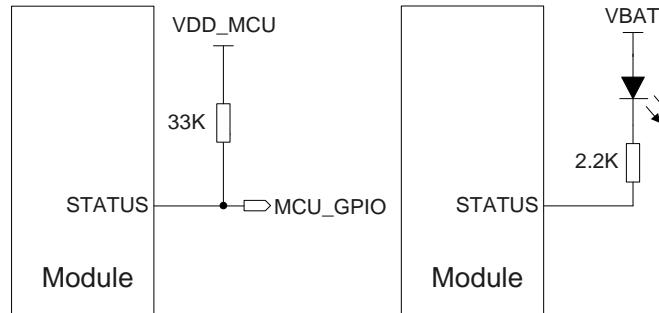 VDD_MCU
33K
STATUS
MCU_GPIO
Module
VBAT
2.2K
STATUS
Module